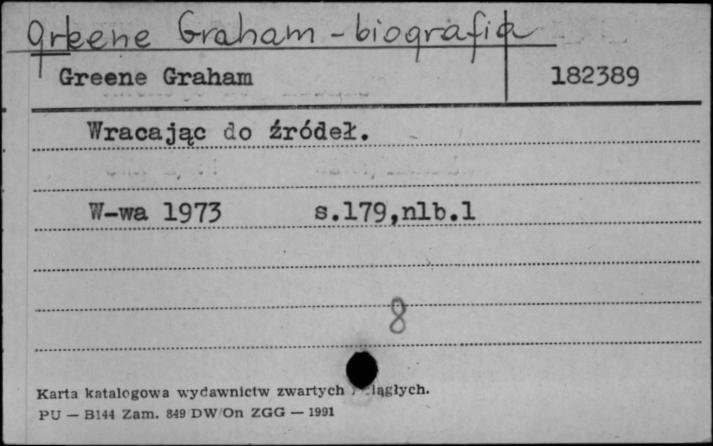 Greene Graham - biografia
Greene Graham 182389
Wracając do źródeł.
W-wa 1973 s.179,nlb.1
8
Karta katalogowa wydawnictw zwartych ciągłych.
PU — B144 Zam. 849 DW/On ZGG — 1991